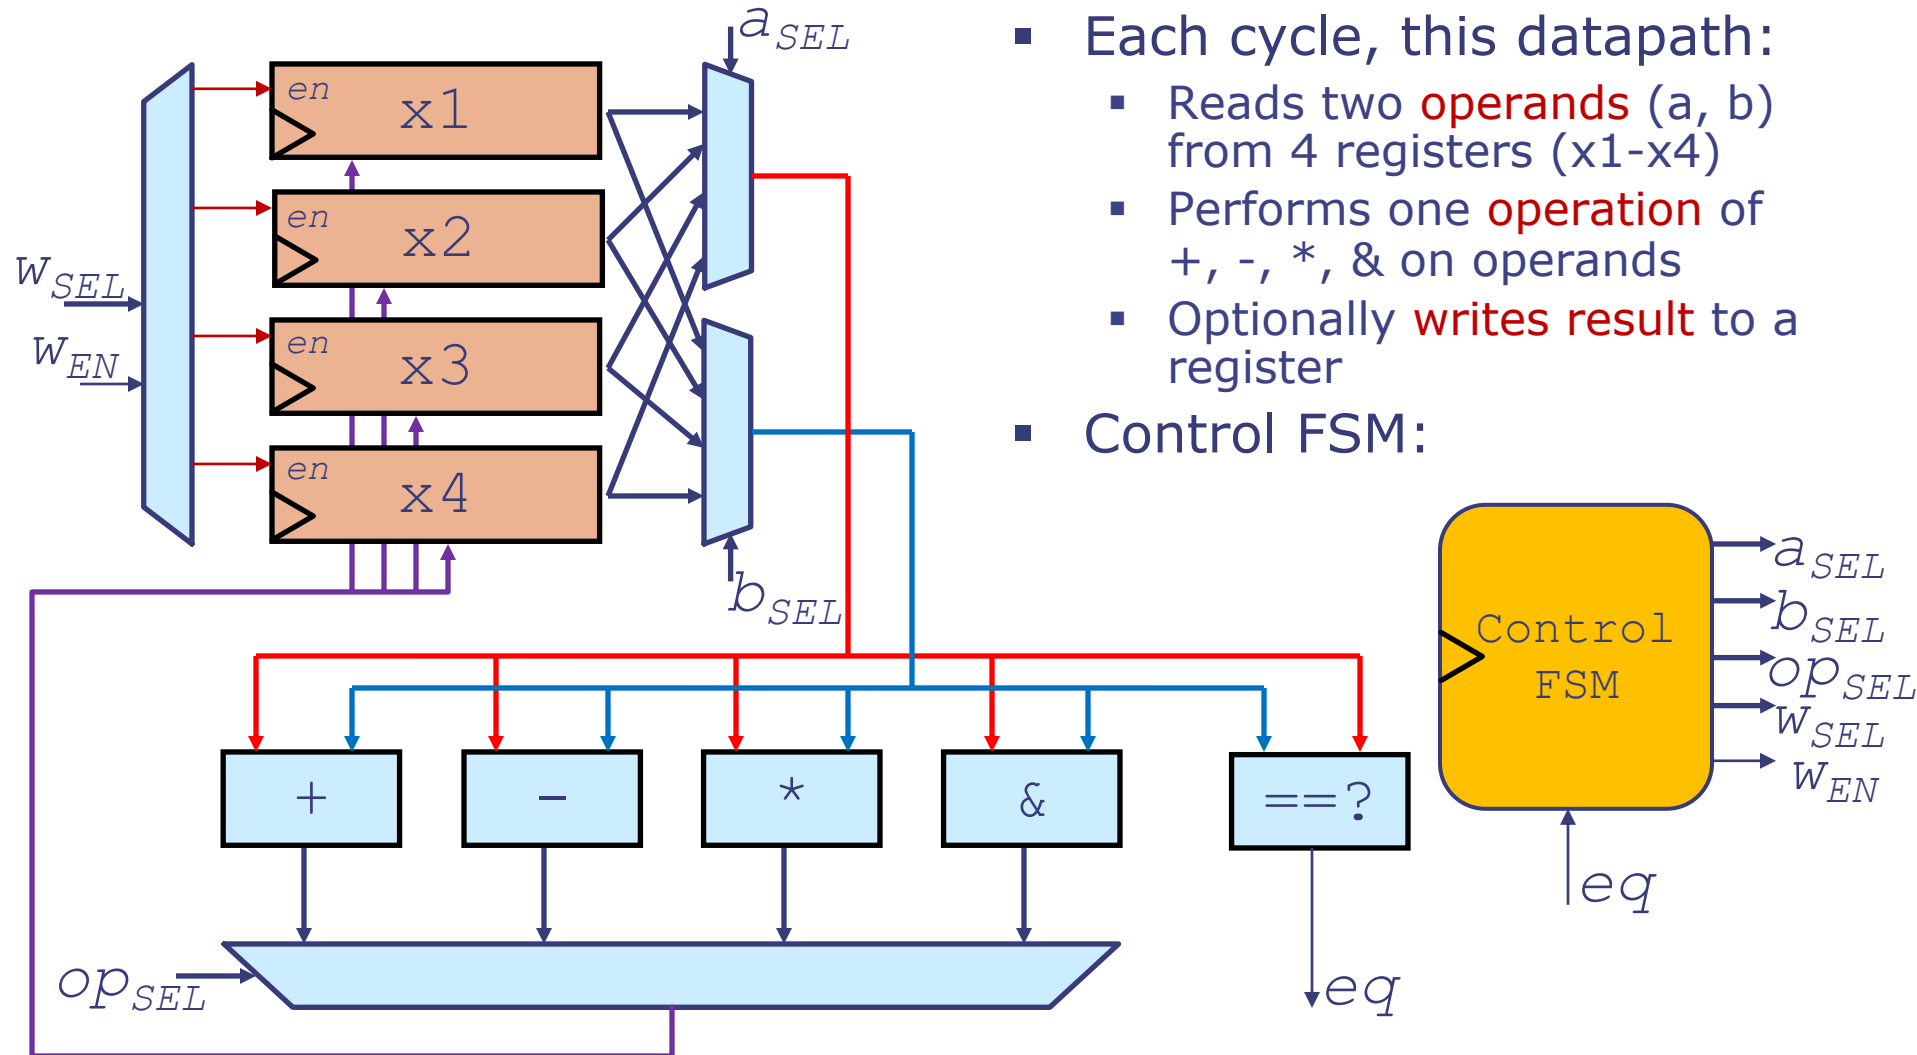 a_SEL
en
x1
en
x2
en
x3
en
x4
w_SEL
w_EN
b_SEL
+
-
*
&
==?
op_SEL
eq
▪ Each cycle, this datapath:
▪ Reads two operands (a, b)
from 4 registers (x1-x4)
▪ Performs one operation of
+, -, *, & on operands
▪ Optionally writes result to a
register
▪ Control FSM:
Control
FSM
a_SEL
b_SEL
op_SEL
w_SEL
w_EN
eq